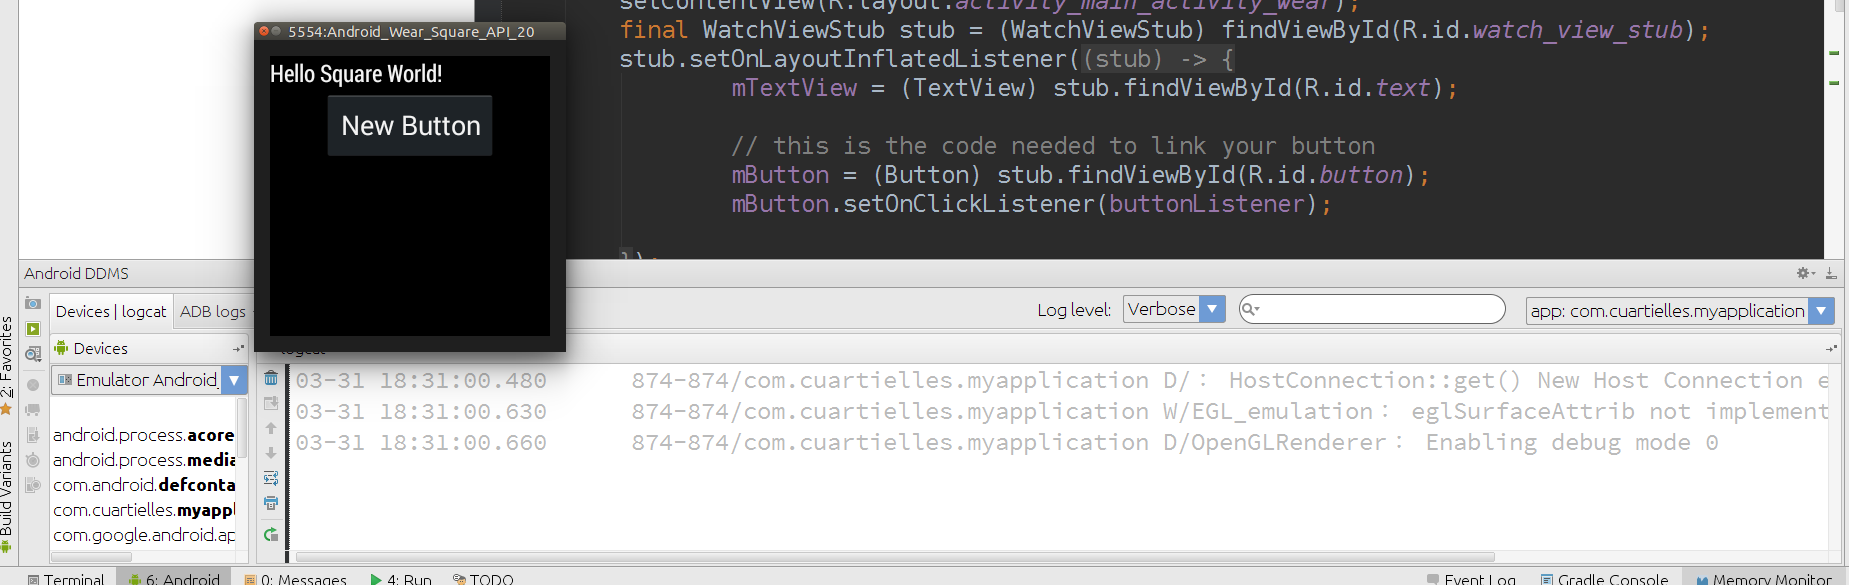 setContentView(R.layout.activity_main_activity_wear);
5554:Android_Wear_Square_API_20
final WatchViewStub stub = (WatchViewStub) findViewById(R.id.watch_view_stub);
stub.setOnLayoutInflatedListener((stub) -> {
Hello Square World!
mTextView = (TextView) stub.findViewById(R.id.text);
New Button
// this is the code needed to link your button
mButton = (Button) stub.findViewById(R.id.button);
mButton.setOnClickListener(buttonListener);
});
Android DDMS
Devices | logcat
ADB logs
Log level:
Verbose
app: com.cuartielles.myapplication
2: Favorites
Build Variants
Devices
logcat
Emulator Android_
android.process.acore
android.process.media
com.android.defconta
com.cuartielles.myappl
com.google.android.ap
03-31 18:31:00.480 874-874/com.cuartielles.myapplication D/: HostConnection::get() New Host Connection e
03-31 18:31:00.630 874-874/com.cuartielles.myapplication W/EGL_emulation: eglSurfaceAttrib not implement
03-31 18:31:00.660 874-874/com.cuartielles.myapplication D/OpenGLRenderer: Enabling debug mode 0
Terminal
6: Android
0: Messages
4: Run
TODO
Event Log
Gradle Console
Memory Monitor